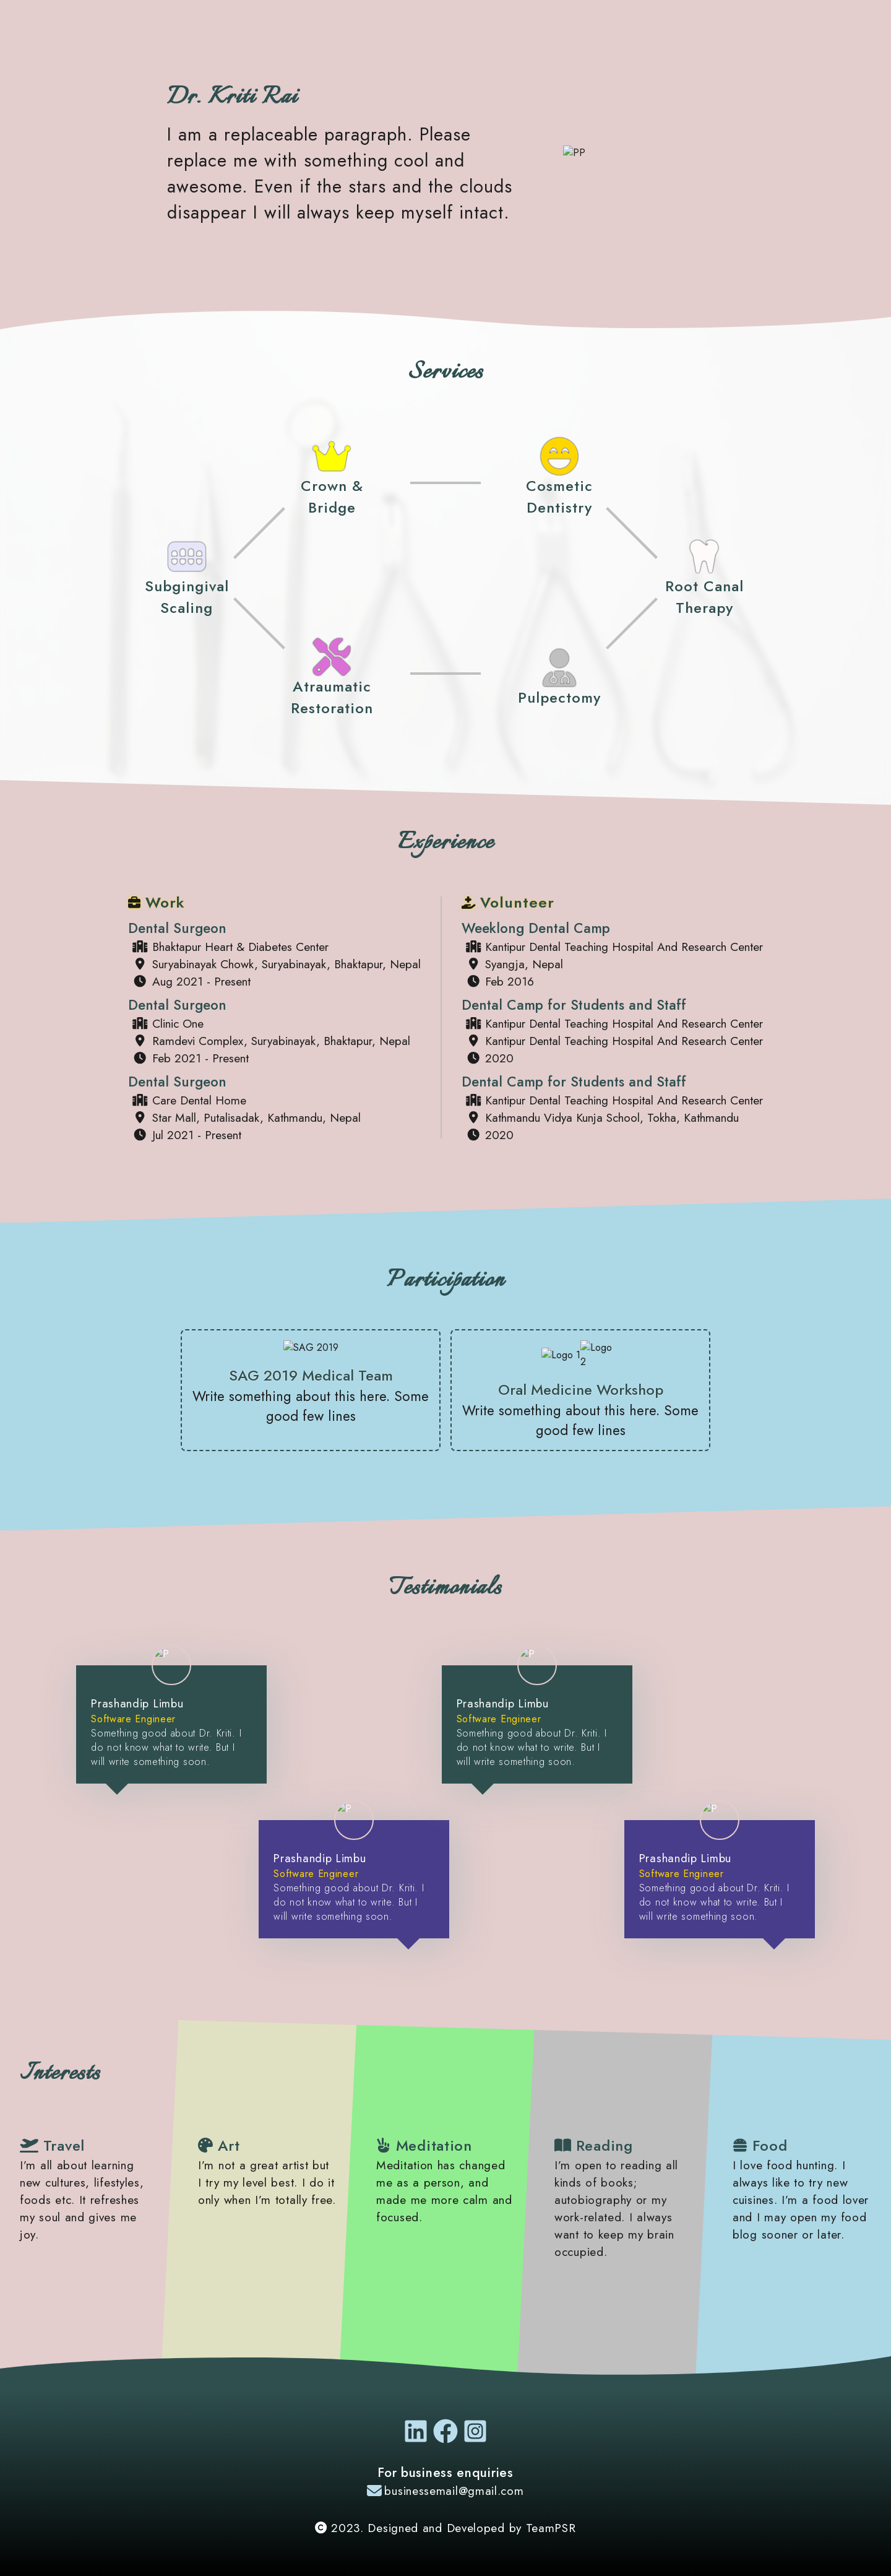 Dr. Kriti Rai
I am a replaceable paragraph. Please
replace me with something cool and
awesome. Even if the stars and the clouds
disappear I will always keep myself intact.
PP
Services
Crown &
Bridge
Cosmetic
Dentistry
Subgingival
Scaling
Root Canal
Therapy
Atraumatic
Restoration
Pulpectomy
Experience
Work
Dental Surgeon
Bhaktapur Heart & Diabetes Center
Suryabinayak Chowk, Suryabinayak, Bhaktapur, Nepal
Aug 2021 - Present
Dental Surgeon
Clinic One
Ramdevi Complex, Suryabinayak, Bhaktapur, Nepal
Feb 2021 - Present
Dental Surgeon
Care Dental Home
Star Mall, Putalisadak, Kathmandu, Nepal
Jul 2021 - Present
Volunteer
Weeklong Dental Camp
Kantipur Dental Teaching Hospital And Research Center
Syangja, Nepal
Feb 2016
Dental Camp for Students and Staff
Kantipur Dental Teaching Hospital And Research Center
Kantipur Dental Teaching Hospital And Research Center
2020
Dental Camp for Students and Staff
Kantipur Dental Teaching Hospital And Research Center
Kathmandu Vidya Kunja School, Tokha, Kathmandu
2020
Participation
SAG 2019
SAG 2019 Medical Team
Write something about this here. Some
good few lines
Logo 1
Logo
2
Oral Medicine Workshop
Write something about this here. Some
good few lines
Testimonials
P
Prashandip Limbu
Software Engineer
Something good about Dr. Kriti. I
do not know what to write. But I
will write something soon.
P
Prashandip Limbu
Software Engineer
Something good about Dr. Kriti. I
do not know what to write. But I
will write something soon.
P
Prashandip Limbu
Software Engineer
Something good about Dr. Kriti. I
do not know what to write. But I
will write something soon.
P
Prashandip Limbu
Software Engineer
Something good about Dr. Kriti. I
do not know what to write. But I
will write something soon.
Interests
Travel
I'm all about learning
new cultures, lifestyles,
foods etc. It refreshes
my soul and gives me
joy.
Art
I'm not a great artist but
I try my level best. I do it
only when I'm totally free.
Meditation
Meditation has changed
me as a person, and
made me more calm and
focused.
Reading
I'm open to reading all
kinds of books;
autobiography or my
work-related. I always
want to keep my brain
occupied.
Food
I love food hunting. I
always like to try new
cuisines. I'm a food lover
and I may open my food
blog sooner or later.
For business enquiries
businessemail@gmail.com
2023. Designed and Developed by TeamPSR